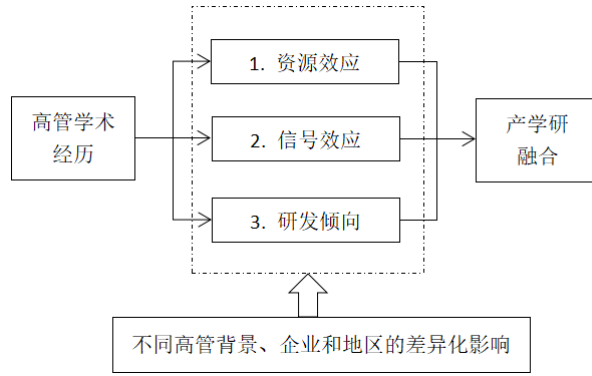 高管学术
经历
1. 资源效应
2. 信号效应
3. 研发倾向
产学研
融合
不同高管背景、企业和地区的差异化影响